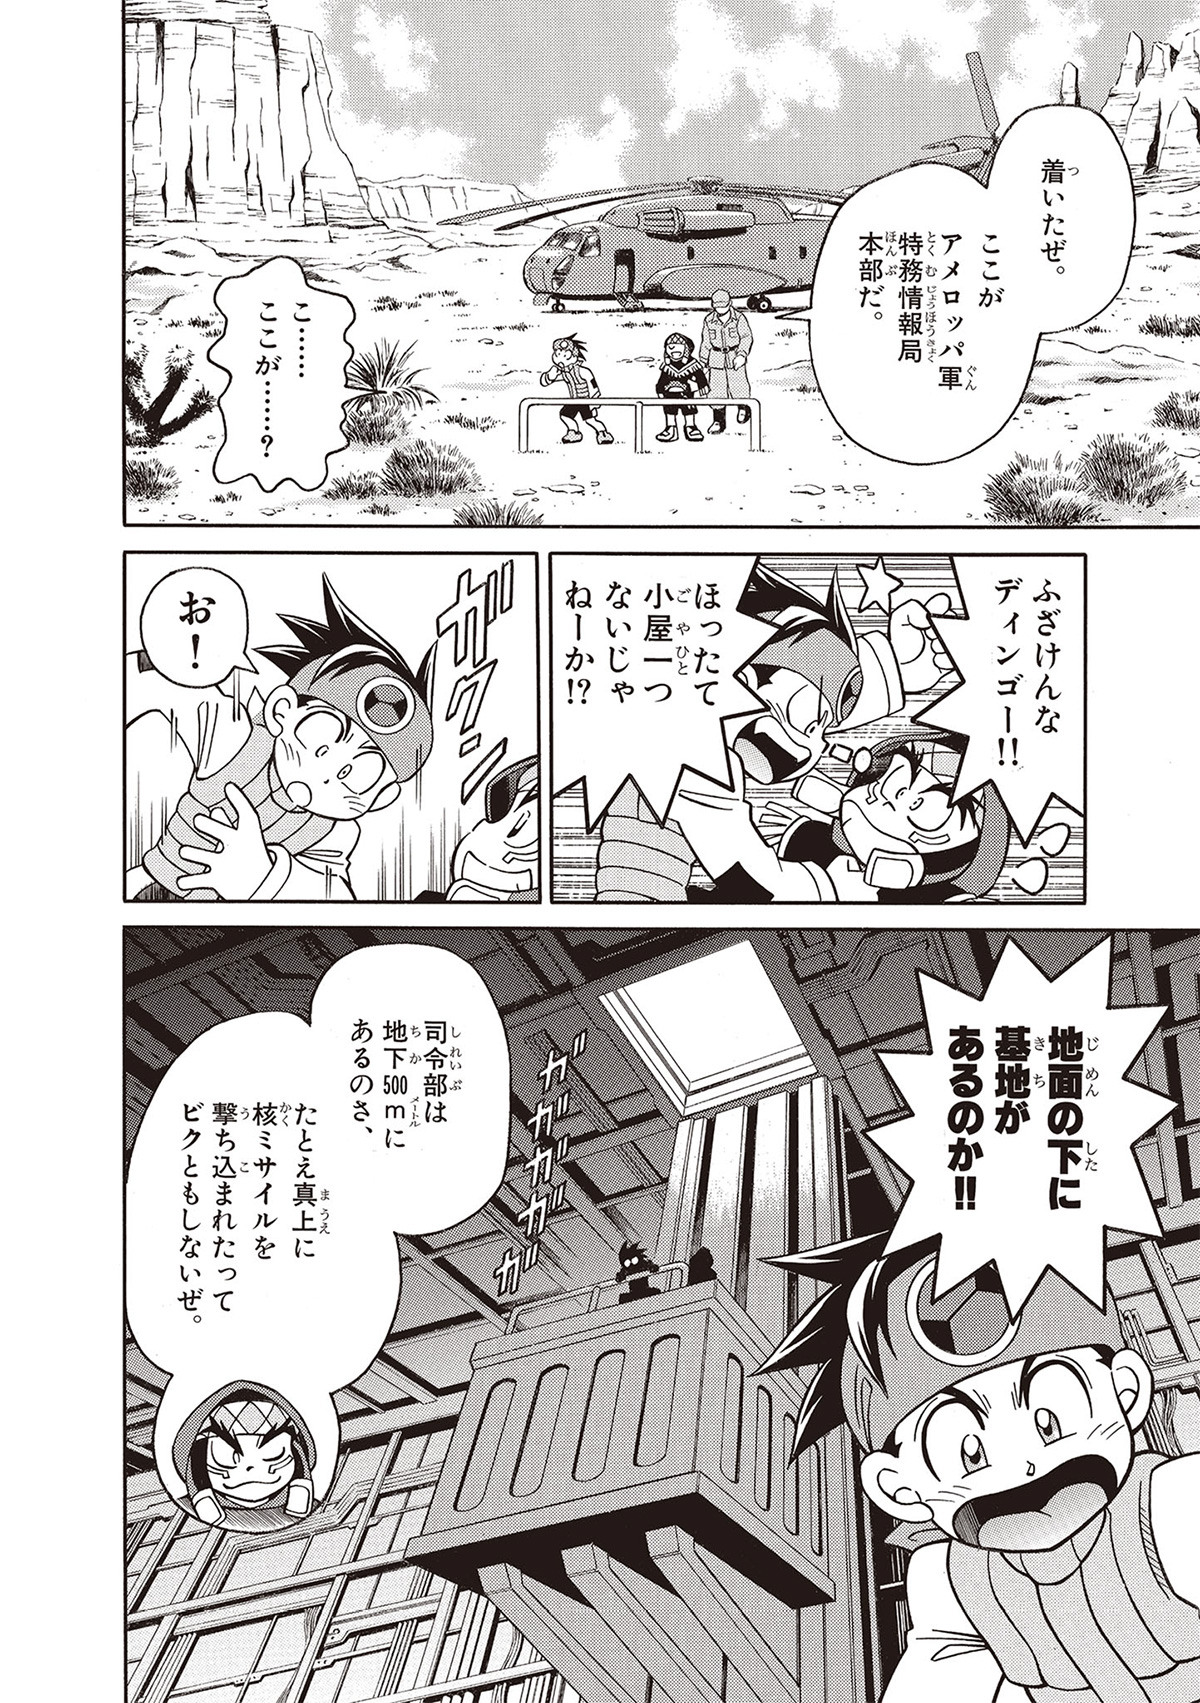 着いたぜ。
ここが
アメロッパ軍
特務情報局
本部だ。
こ……
ここが……?
ふざけんな
ディンゴー!!
ほったて
小屋一つ
ないじゃ
ねーか!?
ガクン
お!
地面の下に
基地が
あるのか!!
ガガガガガガ
司令部は
地下500mに
あるのさ、
たとえ真上に
核ミサイルを
撃ち込まれたって
ビクともしないぜ。